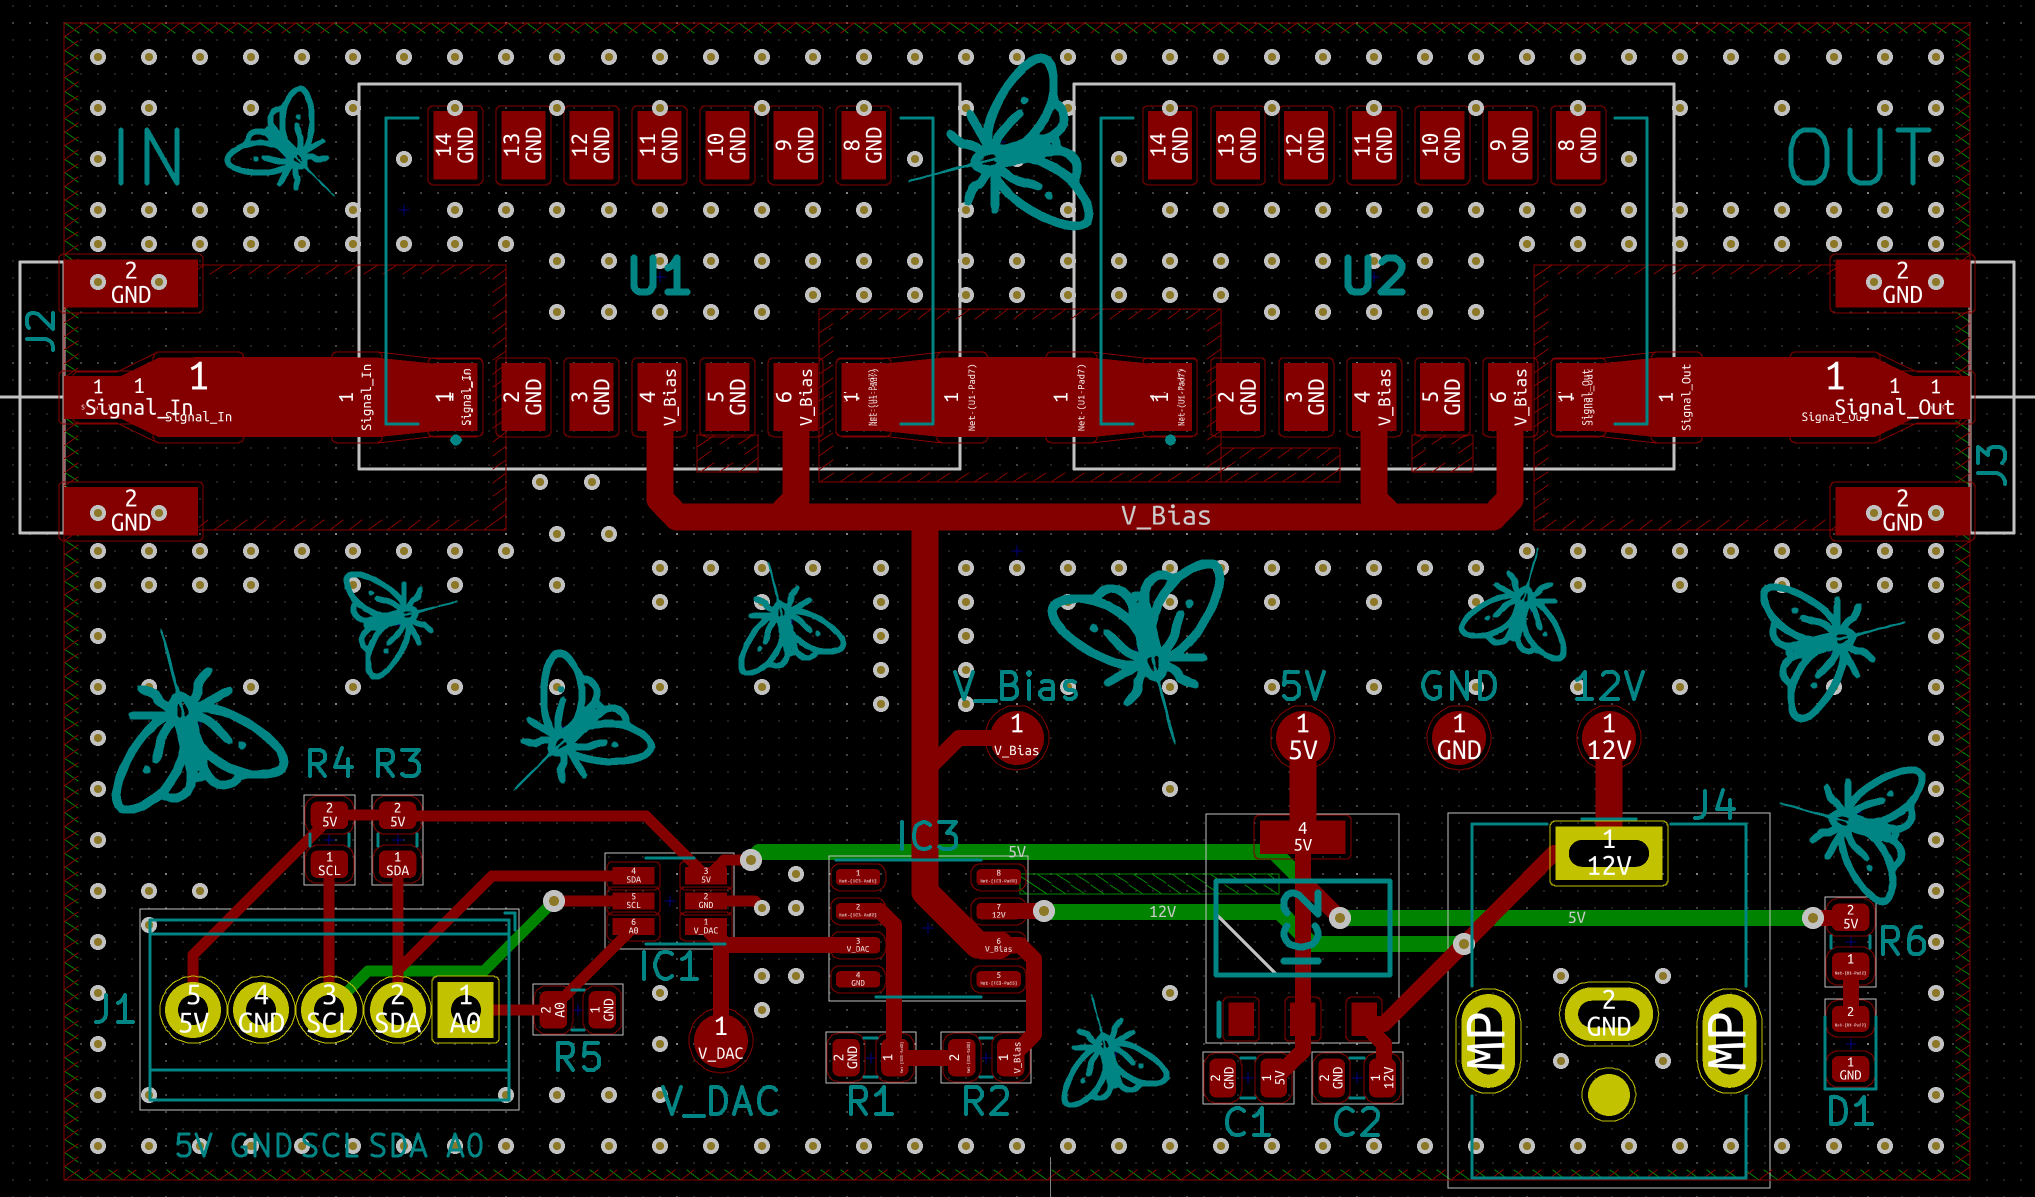 IN
OUT
14
GND
13
GND
12
GND
11
GND
10
GND
9
GND
8
GND
14
GND
13
GND
12
GND
11
GND
10
GND
9
GND
8
GND
U1
U2
2
GND
2
GND
J2
J3
1
1
1
Signal_In
Signal_In
1
Signal_In
1
Signal_In
2
GND
3
GND
4
V_Bias
5
GND
6
V_Bias
1
Net-(U1-Pad7)
1
Net-(U1-Pad7)
1
Net-(U1-Pad7)
1
Net-(U1-Pad7)
2
GND
3
GND
4
V_Bias
5
GND
6
V_Bias
1
Signal_Out
1
Signal_Out
1
1
1
Signal_Out
Signal_Out
2
GND
2
GND
V_Bias
V_Bias
5V
GND
12V
1
V_Bias
1
5V
1
GND
1
12V
R4
R3
2
5V
2
5V
1
SCL
1
SDA
IC3
5V
4
5V
J4
1
12V
4
SDA
5
SCL
6
A0
3
5V
2
GND
1
V_DAC
IC1
1
2
3
V_DAC
4
GND
8
7
12V
6
V_Bias
5
12V
IC2
5V
2
5V
R6
1
2
1
GND
D1
J1
5
5V
4
GND
3
SCL
2
SDA
1
A0
2
A0
1
GND
R5
1
V_DAC
V_DAC
2
GND
1
R1
2
1
V_Bias
R2
2
GND
1
5V
C1
2
GND
1
12V
C2
MP
2
GND
MP
5V GND SCL SDA A0